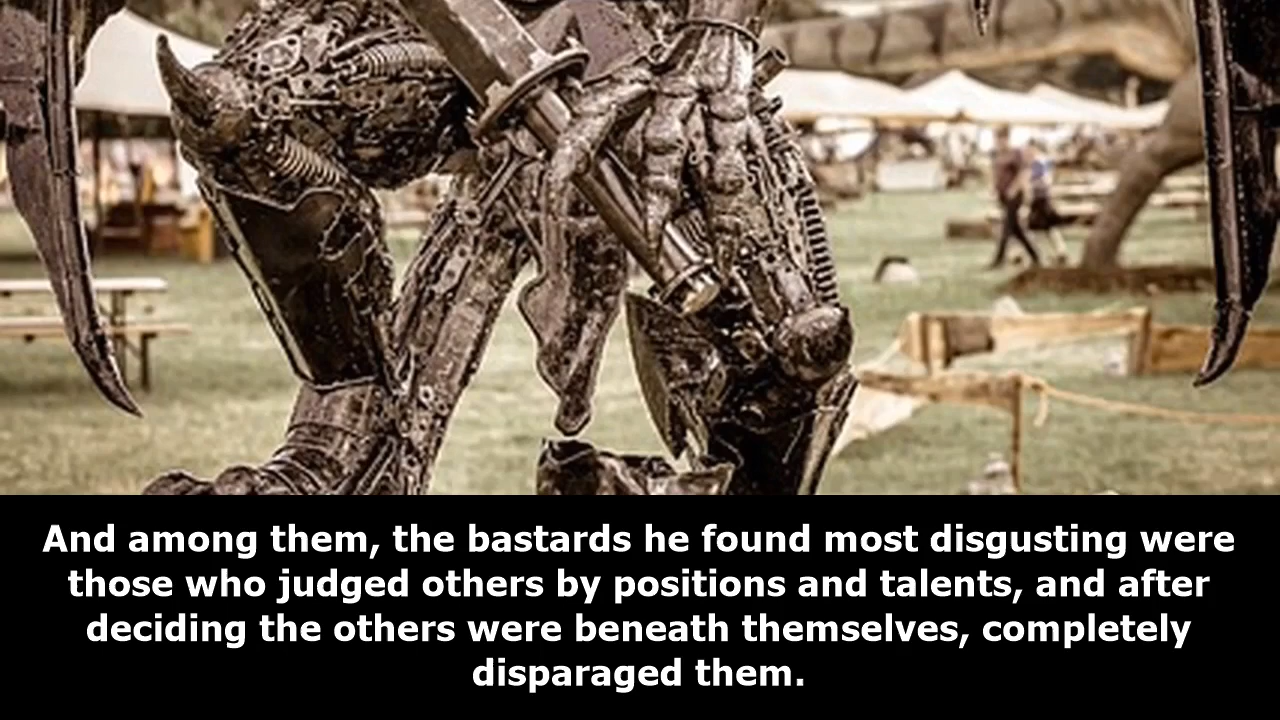 And among them, the bastards he found most disgusting were
those who judged others by positions and talents, and after
deciding the others were beneath themselves, completely
disparaged them.